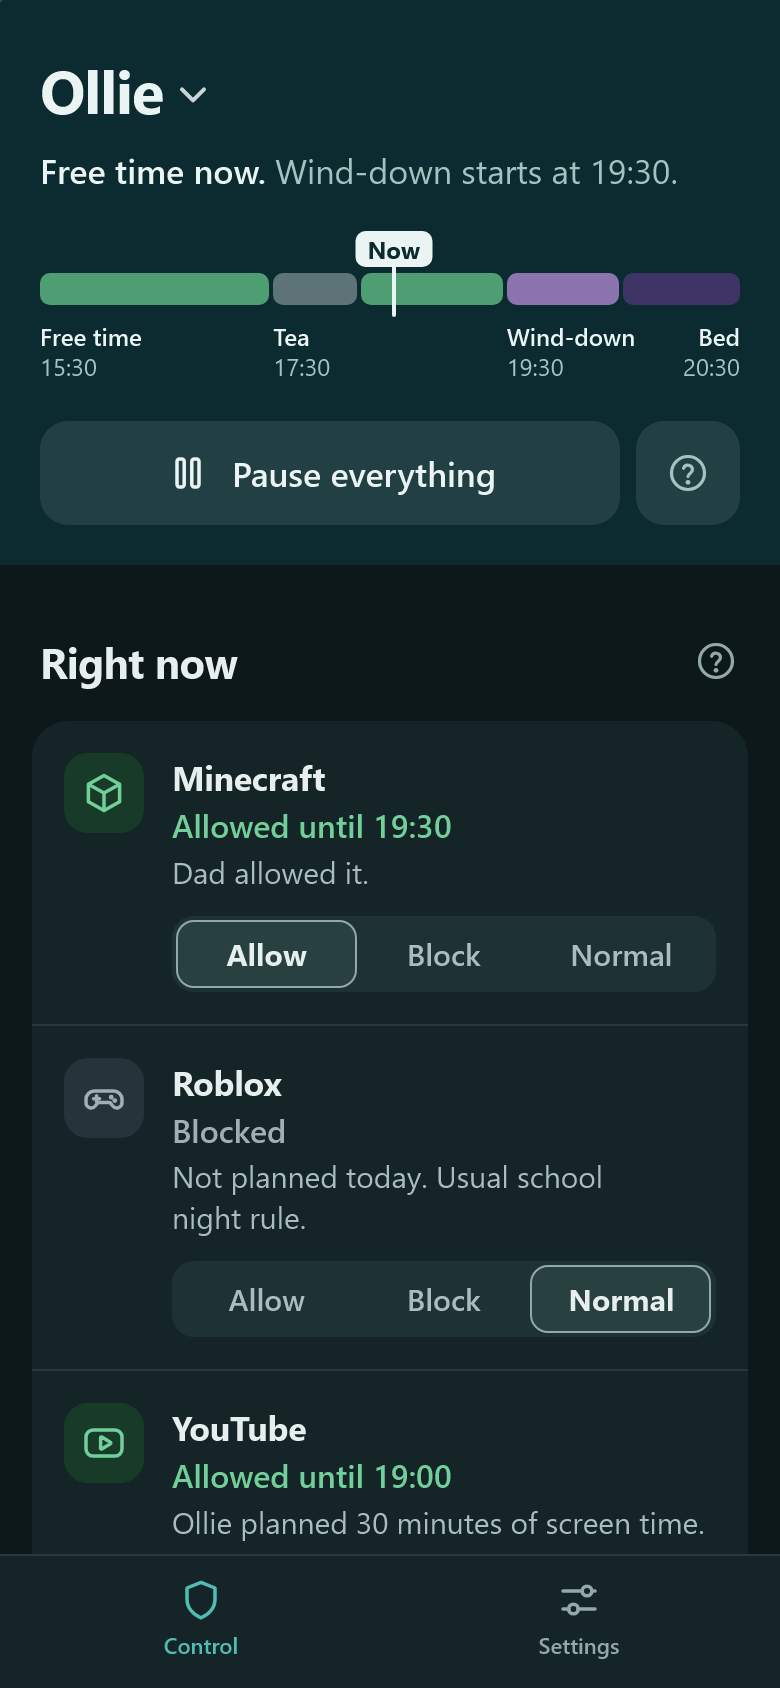 Ollie
Free time now. Wind-down starts at 19:30.
Now
Free time Tea Wind-down Bed
15:30 17:30 19:30 20:30
Pause everything
Right now
Minecraft
Allowed until 19:30
Dad allowed it.
Allow Block Normal
Roblox
Blocked
Not planned today. Usual school
night rule.
Allow Block Normal
YouTube
Allowed until 19:00
Ollie planned 30 minutes of screen time.
Control Settings